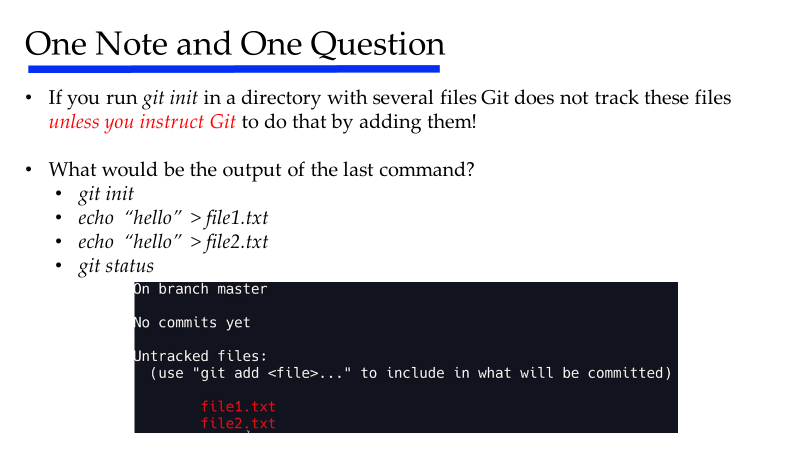 One Note and One Question
• If you run git init in a directory with several files Git does not track these files
unless you instruct Git to do that by adding them!
• What would be the output of the last command?
• git init
• echo “hello” > file1.txt
• echo “hello” > file2.txt
• git status
On branch master
No commits yet
Untracked files:
(use "git add <file>..." to include in what will be committed)
file1.txt
file2.txt